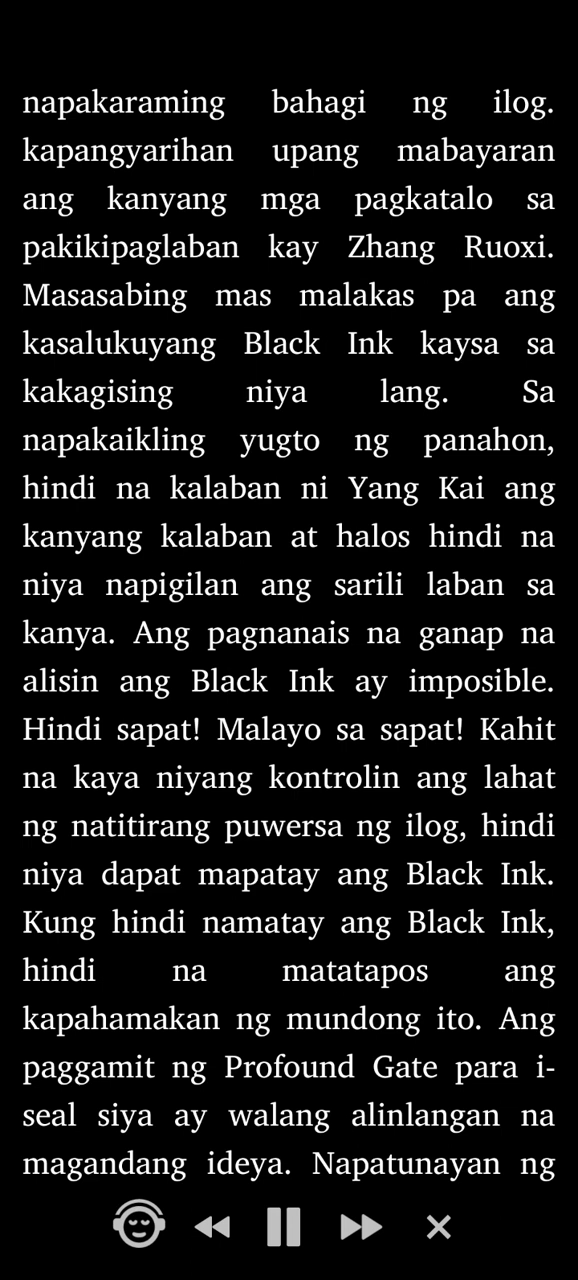 napakaraming bahagi ng ilog.
kapangyarihan upang mabayaran
ang kanyang mga pagkatalo sa
pakikipaglaban kay Zhang Ruoxi.
Masasabing mas malakas pa ang
kasalukuyang Black Ink kaysa sa
kakagising niya lang. Sa
napakaikling yugto ng panahon,
hindi na kalaban ni Yang Kai ang
kanyang kalaban at halos hindi na
niya napigilan ang sarili laban sa
kanya. Ang pagnanais na ganap na
alisin ang Black Ink ay imposible.
Hindi sapat! Malayo sa sapat! Kahit
na kaya niyang kontrolin ang lahat
ng natitirang puwersa ng ilog, hindi
niya dapat mapatay ang Black Ink.
Kung hindi namatay ang Black Ink,
hindi na matatapos ang
kapahamakan ng mundong ito. Ang
paggamit ng Profound Gate para i-
seal siya ay walang alinlangan na
magandang ideya. Napatunayan ng